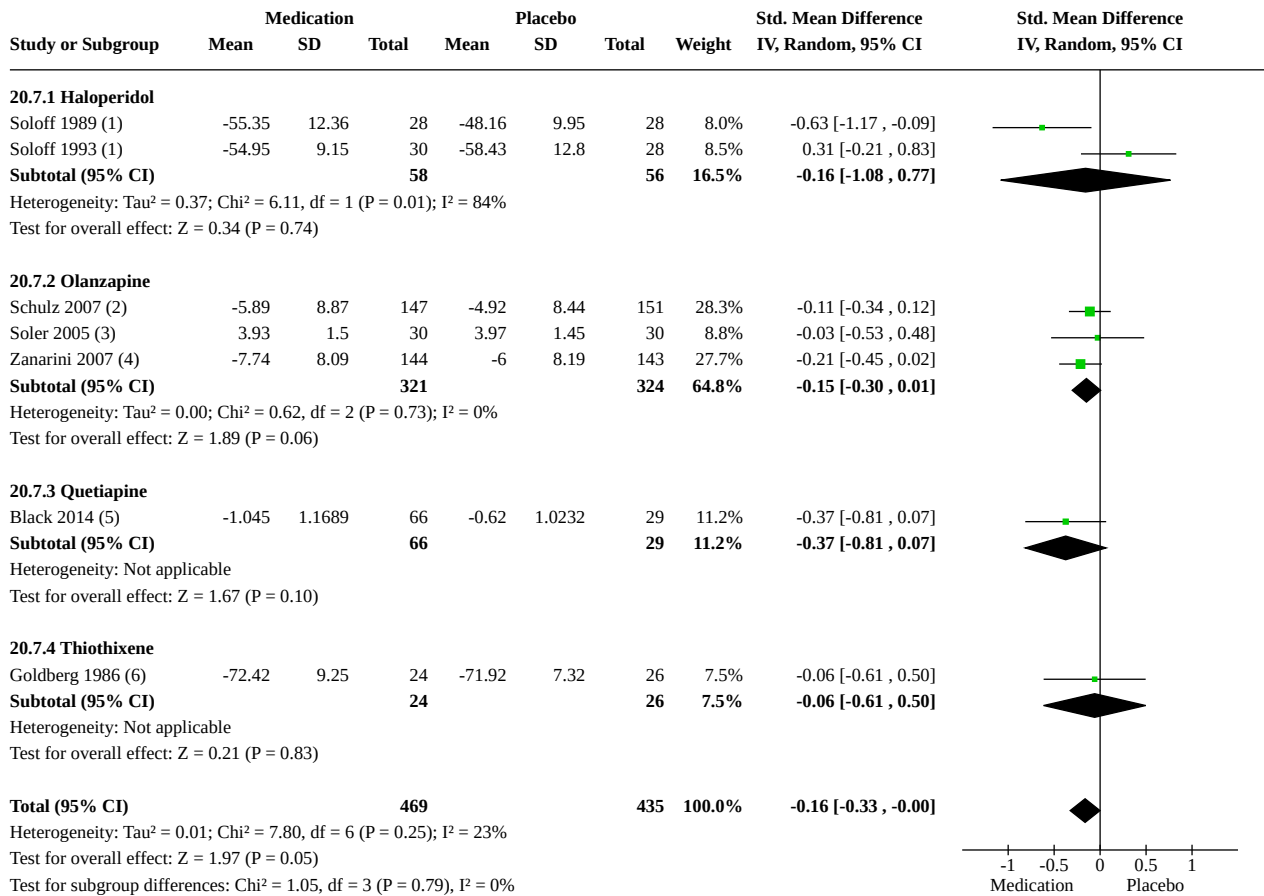 Medication Placebo Std. Mean Difference Std. Mean Difference
Study or Subgroup Mean SD Total Mean SD Total Weight IV, Random, 95% CI IV, Random, 95% CI
20.7.1 Haloperidol
Soloff 1989 (1) -55.35 12.36 28 -48.16 9.95 28 8.0% -0.63 [-1.17 , -0.09]
Soloff 1993 (1) -54.95 9.15 30 -58.43 12.8 28 8.5% 0.31 [-0.21 , 0.83]
Subtotal (95% CI) 58 56 16.5% -0.16 [-1.08 , 0.77]
Heterogeneity: Tau² = 0.37; Chi² = 6.11, df = 1 (P = 0.01); I² = 84%
Test for overall effect: Z = 0.34 (P = 0.74)
20.7.2 Olanzapine
Schulz 2007 (2) -5.89 8.87 147 -4.92 8.44 151 28.3% -0.11 [-0.34 , 0.12]
Soler 2005 (3) 3.93 1.5 30 3.97 1.45 30 8.8% -0.03 [-0.53 , 0.48]
Zanarini 2007 (4) -7.74 8.09 144 -6 8.19 143 27.7% -0.21 [-0.45 , 0.02]
Subtotal (95% CI) 321 324 64.8% -0.15 [-0.30 , 0.01]
Heterogeneity: Tau² = 0.00; Chi² = 0.62, df = 2 (P = 0.73); I² = 0%
Test for overall effect: Z = 1.89 (P = 0.06)
20.7.3 Quetiapine
Black 2014 (5) -1.045 1.1689 66 -0.62 1.0232 29 11.2% -0.37 [-0.81 , 0.07]
Subtotal (95% CI) 66 29 11.2% -0.37 [-0.81 , 0.07]
Heterogeneity: Not applicable
Test for overall effect: Z = 1.67 (P = 0.10)
20.7.4 Thiothixene
Goldberg 1986 (6) -72.42 9.25 24 -71.92 7.32 26 7.5% -0.06 [-0.61 , 0.50]
Subtotal (95% CI) 24 26 7.5% -0.06 [-0.61 , 0.50]
Heterogeneity: Not applicable
Test for overall effect: Z = 0.21 (P = 0.83)
Total (95% CI) 469 435 100.0% -0.16 [-0.33 , -0.00]
Heterogeneity: Tau² = 0.01; Chi² = 7.80, df = 6 (P = 0.25); I² = 23%
Test for overall effect: Z = 1.97 (P = 0.05)
Test for subgroup differences: Chi² = 1.05, df = 3 (P = 0.79), I² = 0%
-1 -0.5 0 0.5 1
Medication Placebo